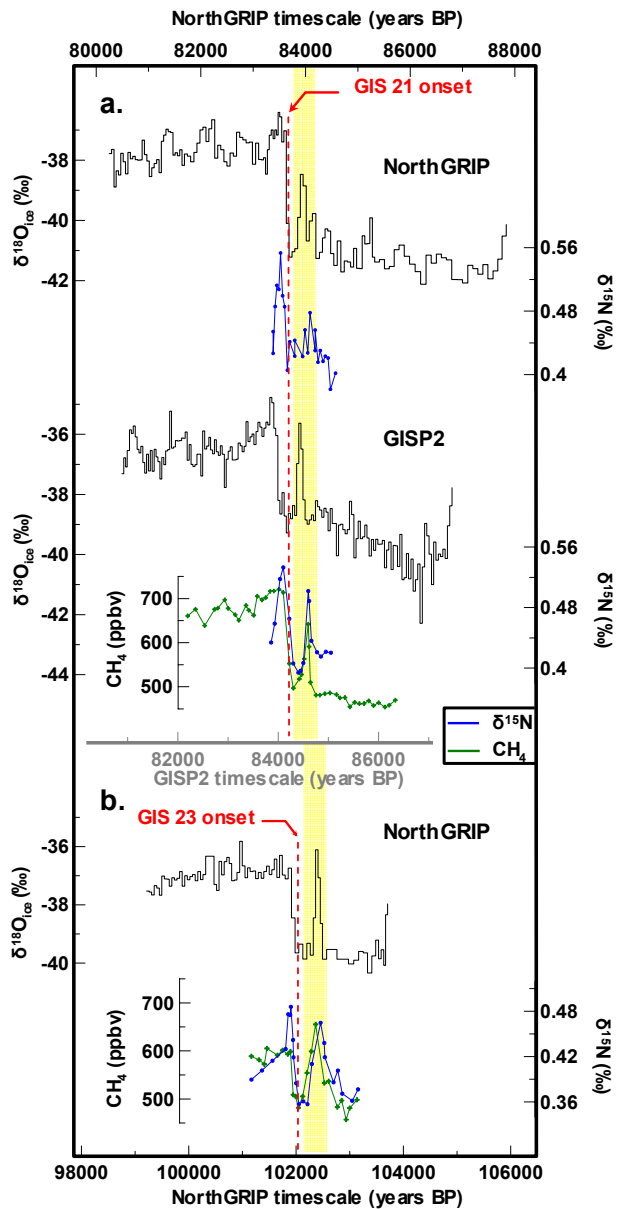 NorthGRIP timescale (years BP)
80000 82000 84000 86000 88000
a.
GIS 21 onset
NorthGRIP
-38
-40
-42
δ¹⁸Oice (‰)
0.56
0.48
0.4
δ¹⁵N (‰)
GISP2
-36
-38
-40
-42
-44
δ¹⁸Oice (‰)
0.56
0.48
0.4
δ¹⁵N (‰)
700
650
600
550
500
450
CH₄ (ppbv)
δ¹⁵N
CH₄
82000 84000 86000
GISP2 timescale (years BP)
b.
GIS 23 onset
NorthGRIP
-36
-38
-40
δ¹⁸Oice (‰)
700
600
500
CH₄ (ppbv)
0.48
0.42
0.36
δ¹⁵N (‰)
98000 100000 102000 104000 106000
NorthGRIP timescale (years BP)